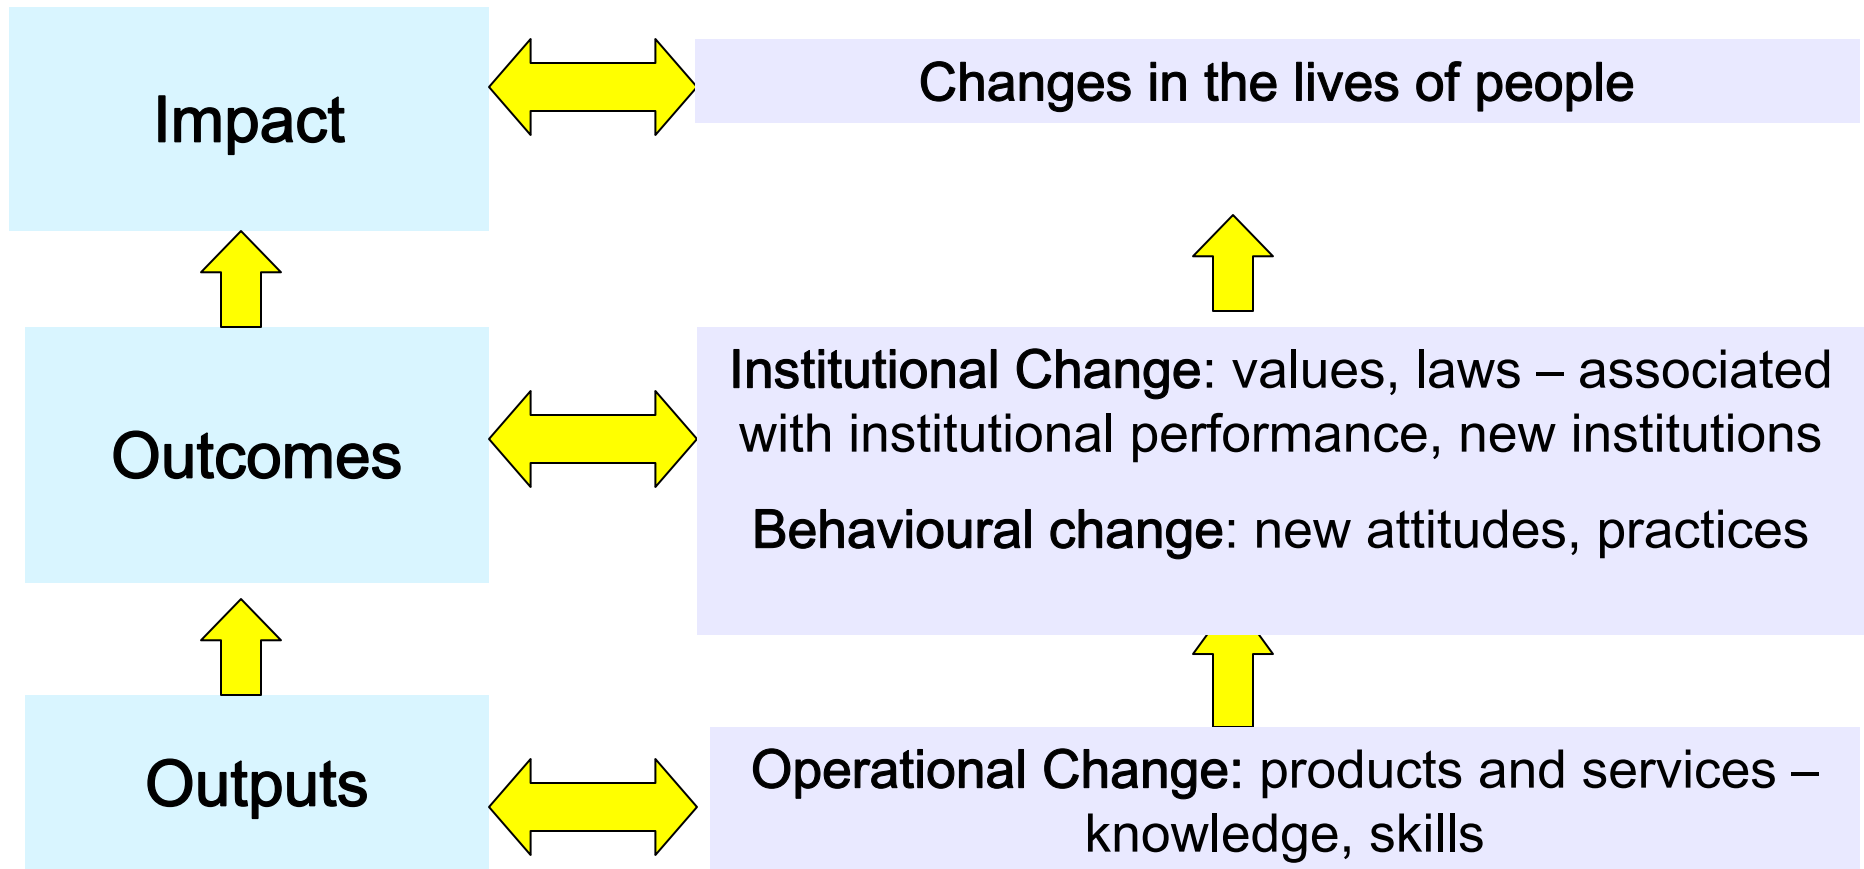 Impact
Changes in the lives of people
Outcomes
Institutional Change: values, laws – associated
with institutional performance, new institutions
Behavioural change: new attitudes, practices
Outputs
Operational Change: products and services –
knowledge, skills